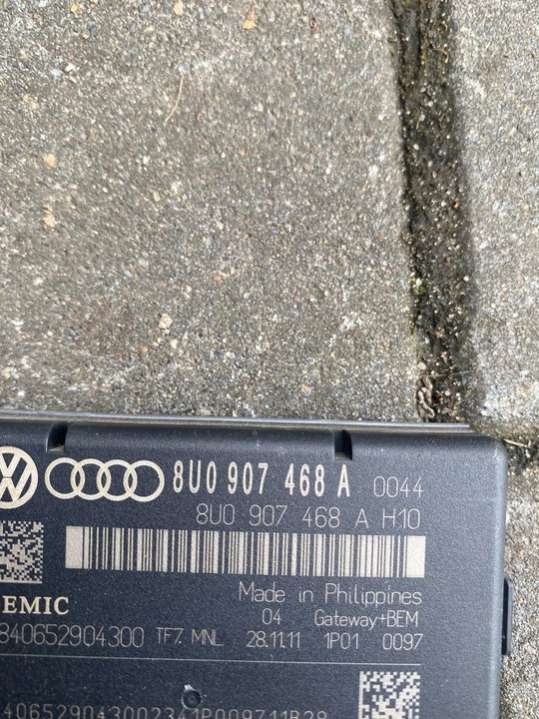 8U0 907 468 A 0044
8U0 907 468 A H10
Made in Philippines
04 Gateway+BEM
EMIC
840652904300 TF7. MNL 28.11.11 1P01 0097